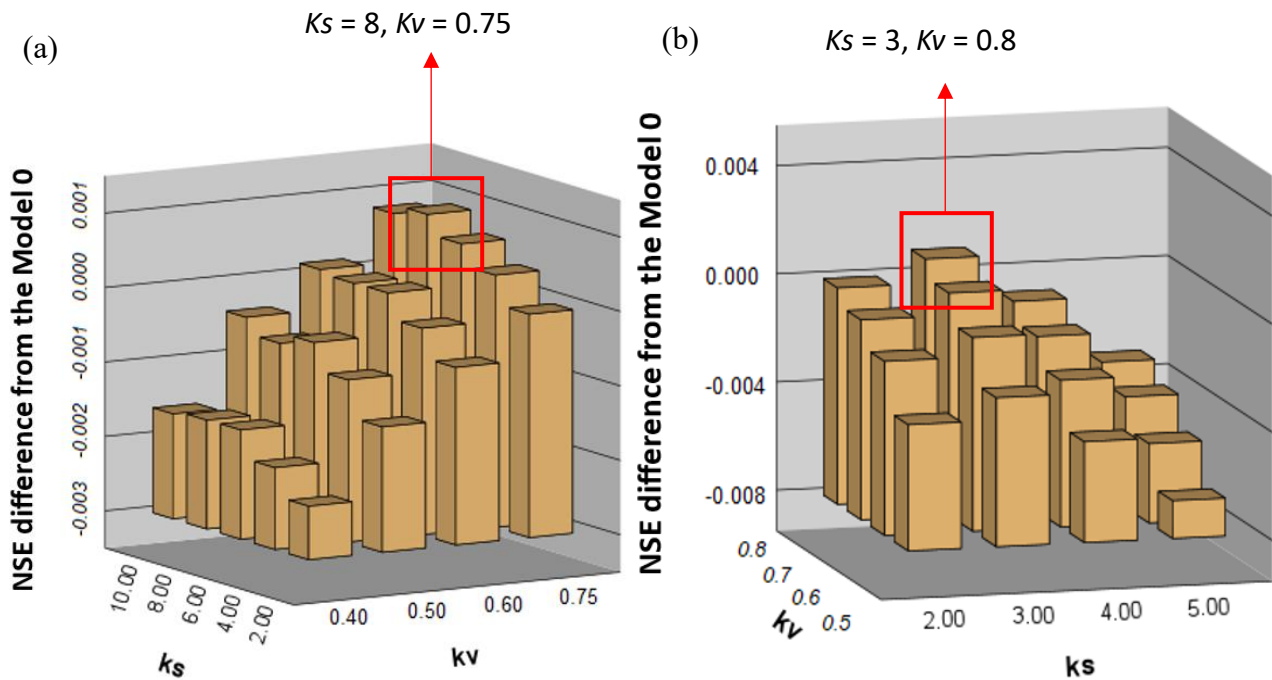 (a)
Ks = 8, Kv = 0.75
NSE difference from the Model 0
0.001
0.000
-0.001
-0.002
-0.003
10.00
8.00
6.00
4.00
2.00
ks
0.40
0.50
0.60
0.75
kv
(b)
Ks = 3, Kv = 0.8
NSE difference from the Model 0
0.004
0.000
-0.004
-0.008
0.8
0.7
0.6
0.5
kv
2.00
3.00
4.00
5.00
ks